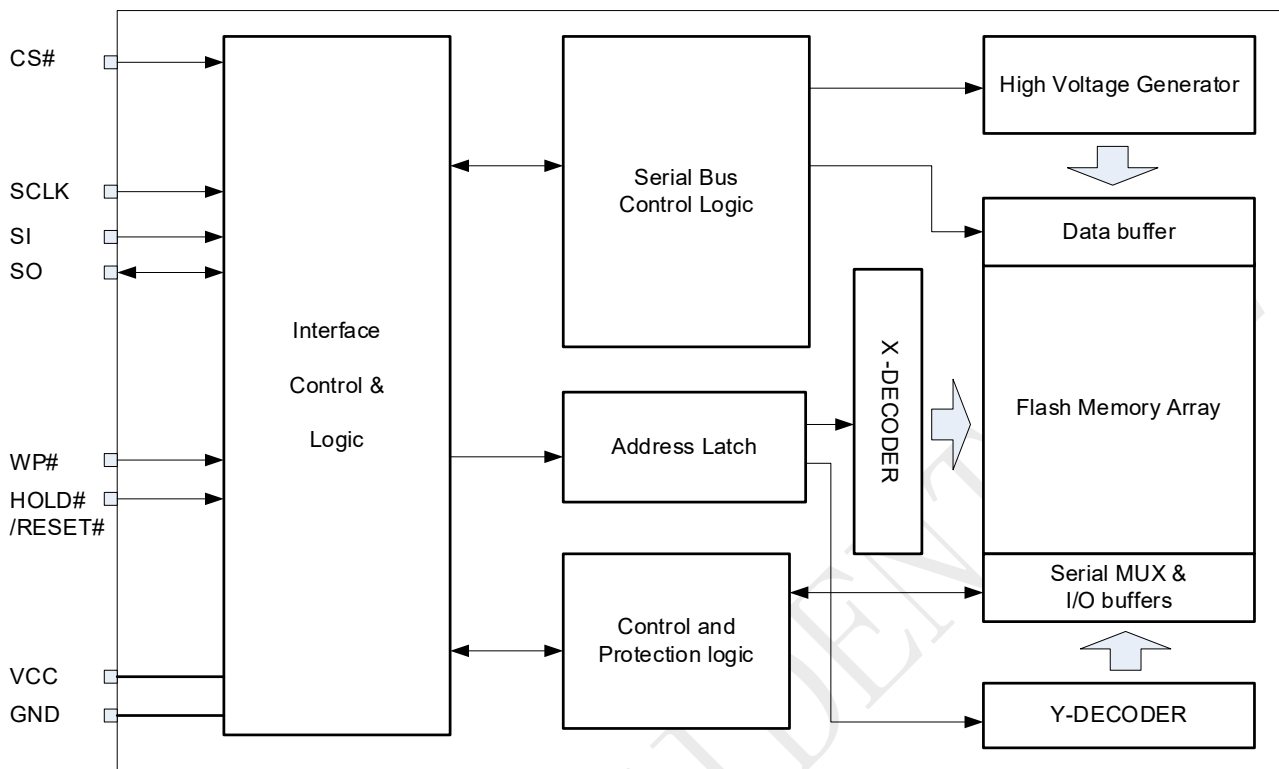 CS#
SCLK
SI
SO
WP#
HOLD#
/RESET#
VCC
GND
Interface
Control &
Logic
Serial Bus
Control Logic
Address Latch
Control and
Protection logic
X -DECODER
High Voltage Generator
Data buffer
Flash Memory Array
Serial MUX &
I/O buffers
Y-DECODER